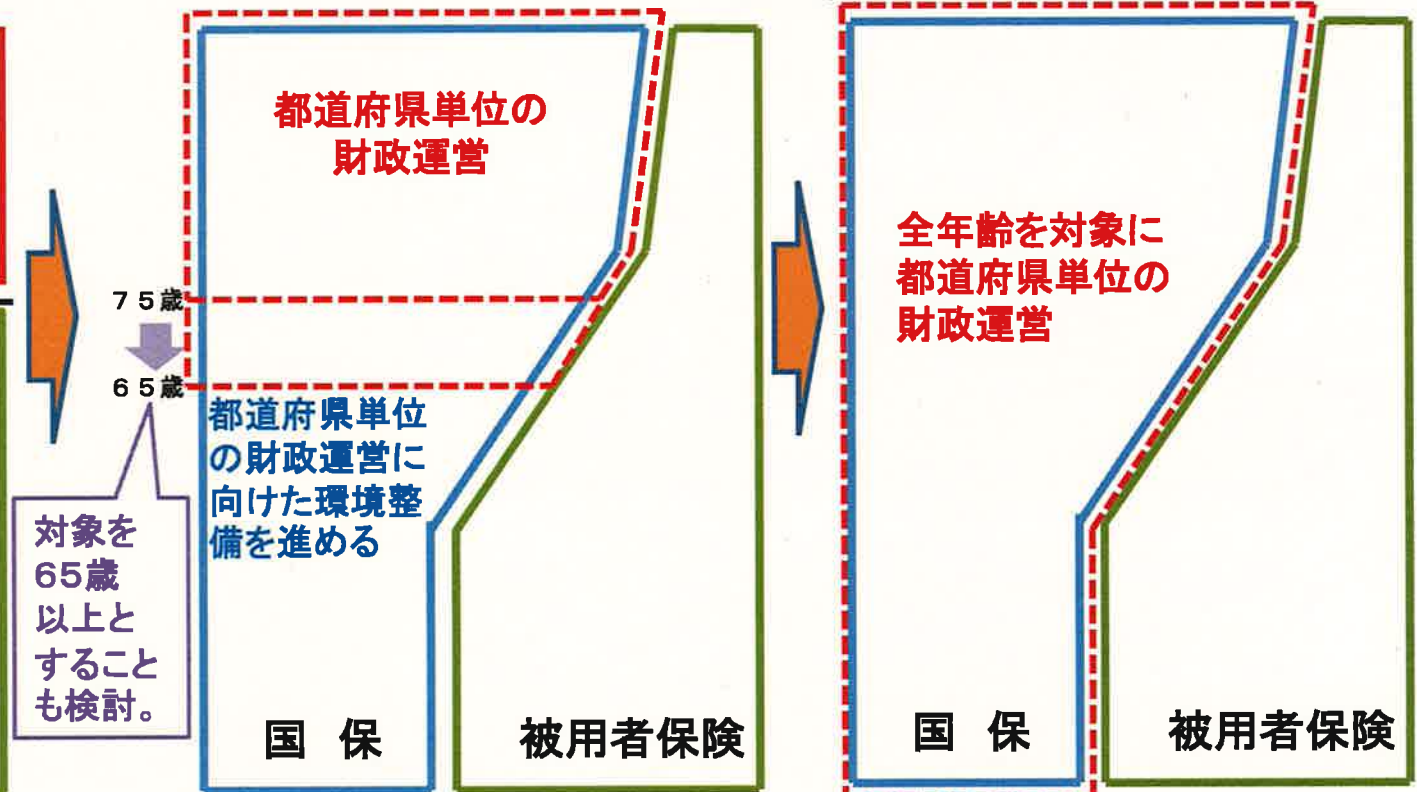 都道府県単位の
財政運営
75歳
65歳
都道府県単位
の財政運営に
向けた環境整
備を進める
対象を
65歳
以上と
すること
も検討。
国 保
被用者保険
全年齢を対象に
都道府県単位の
財政運営
国 保
被用者保険